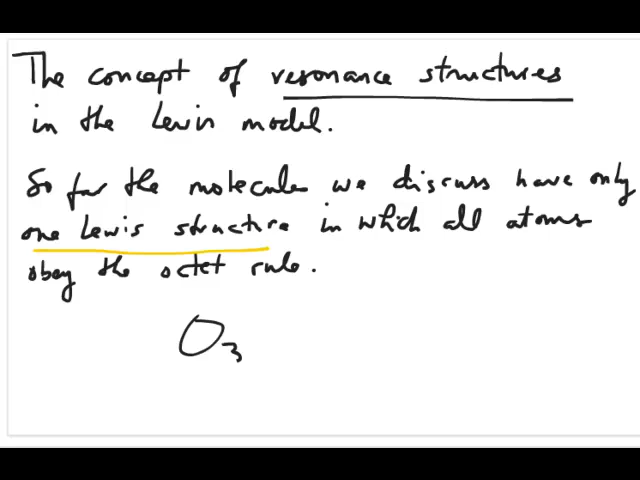 The concept of resonance structures
in the Lewis model.
So far the molecules we discuss have only
one Lewis structure in which all atoms
obey the octet rule.
O3